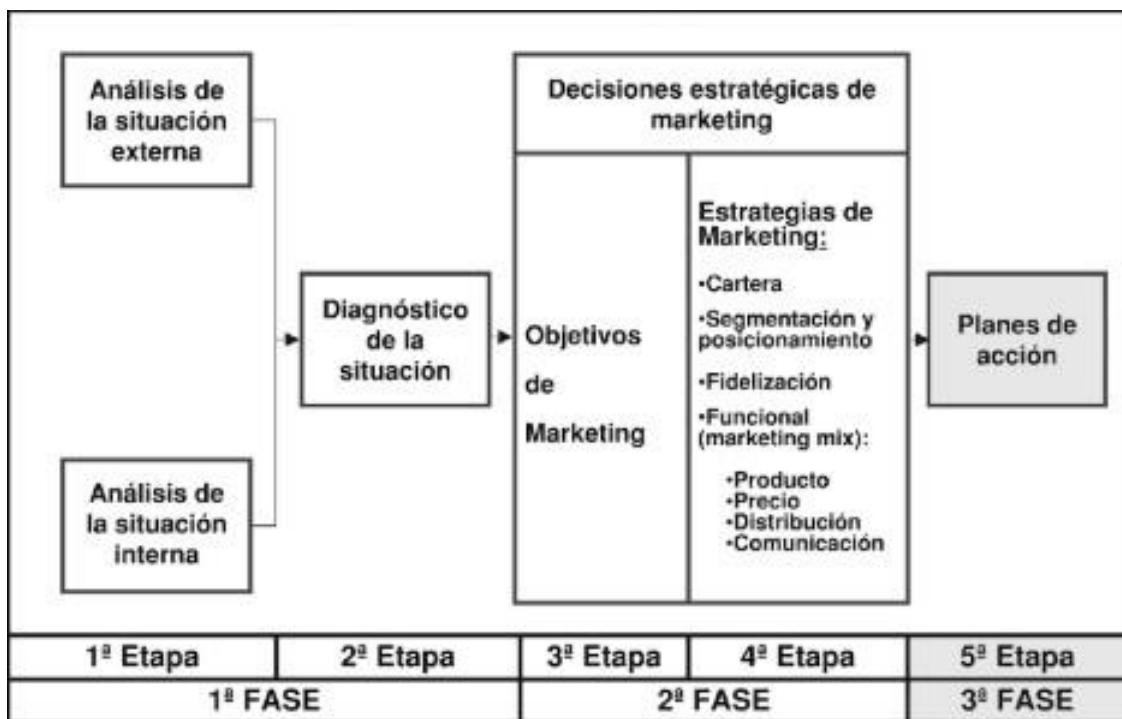 Análisis de
la situación
externa
Análisis de
la situación
interna
Diagnóstico
de la
situación
Decisiones estratégicas de
marketing
Objetivos
de
Marketing
Estrategias de
Marketing:
•Cartera
•Segmentación y
posicionamiento
•Fidelización
•Funcional
(marketing mix):
•Producto
•Precio
•Distribución
•Comunicación
Planes de
acción
1ª Etapa
2ª Etapa
3ª Etapa
4ª Etapa
5ª Etapa
1ª FASE
2ª FASE
3ª FASE